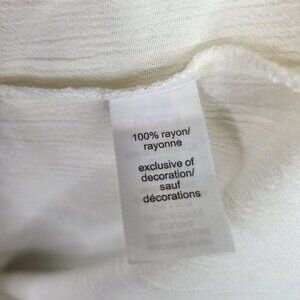 100% rayon/
rayonne
exclusive of
decoration/
sauf
décorations